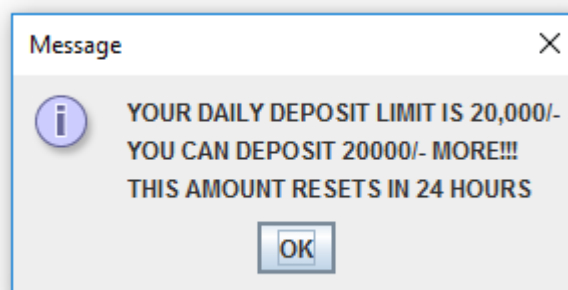 Message
YOUR DAILY DEPOSIT LIMIT IS 20,000/-
YOU CAN DEPOSIT 20000/- MORE!!!
THIS AMOUNT RESETS IN 24 HOURS
OK